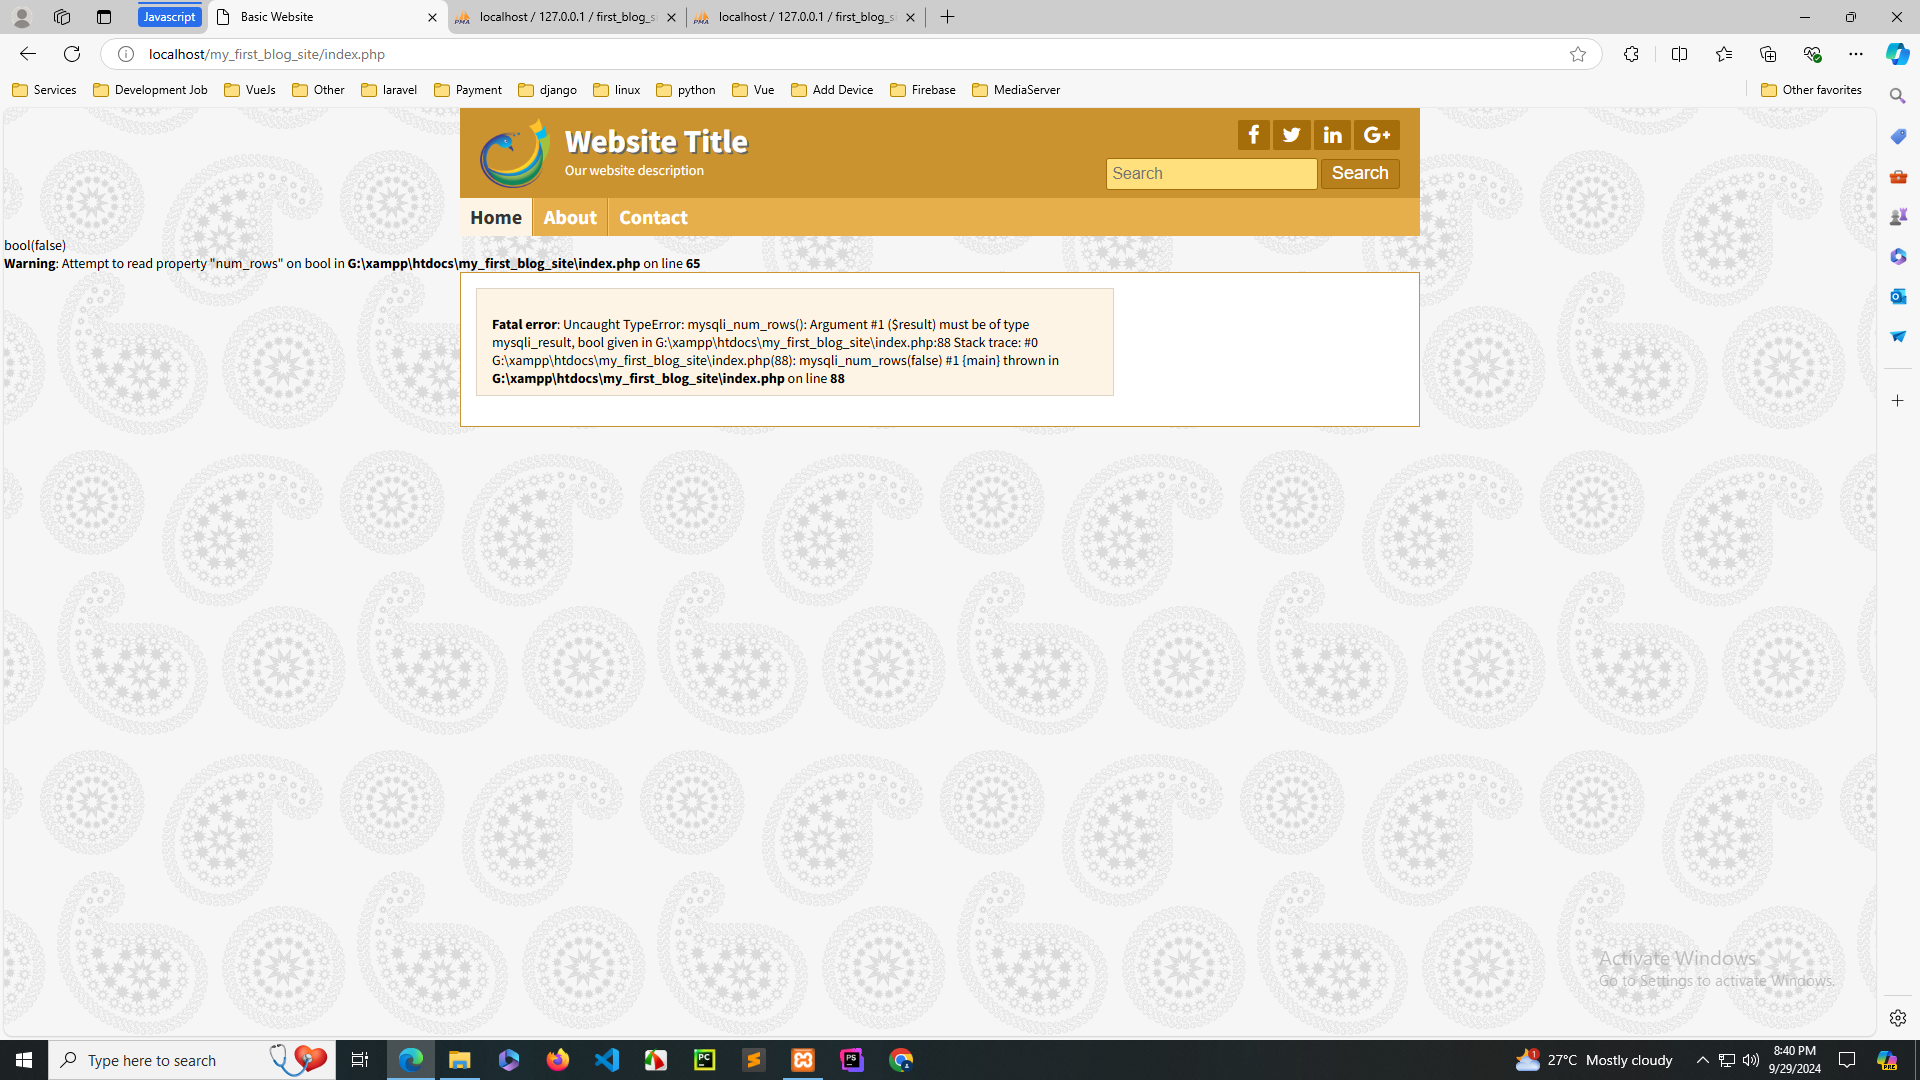 Javascript
Basic Website
localhost / 127.0.0.1 / first_blog_s
localhost / 127.0.0.1 / first_blog_s
localhost/my_first_blog_site/index.php
Services
Development Job
VueJs
Other
laravel
Payment
django
linux
python
Vue
Add Device
Firebase
MediaServer
Other favorites
Website Title
Our website description
Search
Search
Home
About
Contact
bool(false)
Warning: Attempt to read property "num_rows" on bool in G:\xampp\htdocs\my_first_blog_site\index.php on line 65
Fatal error: Uncaught TypeError: mysqli_num_rows(): Argument #1 ($result) must be of type
mysqli_result, bool given in G:\xampp\htdocs\my_first_blog_site\index.php:88 Stack trace: #0
G:\xampp\htdocs\my_first_blog_site\index.php(88): mysqli_num_rows(false) #1 {main} thrown in
G:\xampp\htdocs\my_first_blog_site\index.php on line 88
Activate Windows
Go to Settings to activate Windows.
Type here to search
27°C Mostly cloudy
8:40 PM
9/29/2024